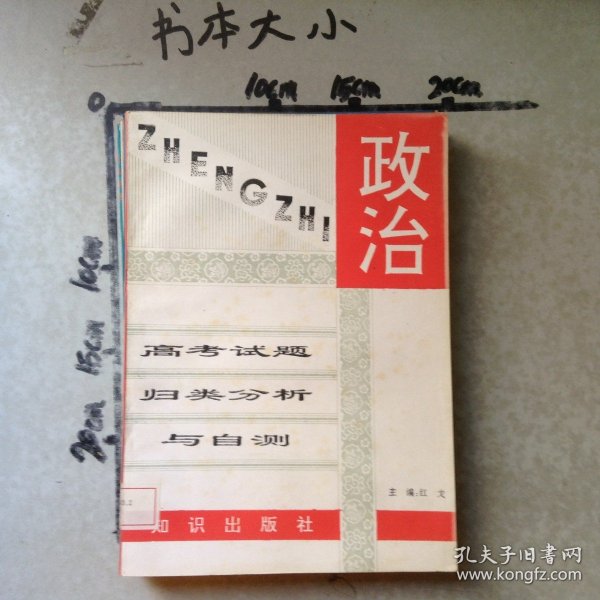 书本大小
10cm 15cm 20cm
0
10cm
15cm
20cm
ZHENGZHI
政治
高考试题
归类分析
与自测
主编:红戈
知识出版社
孔夫子旧书网
www.kongfz.com